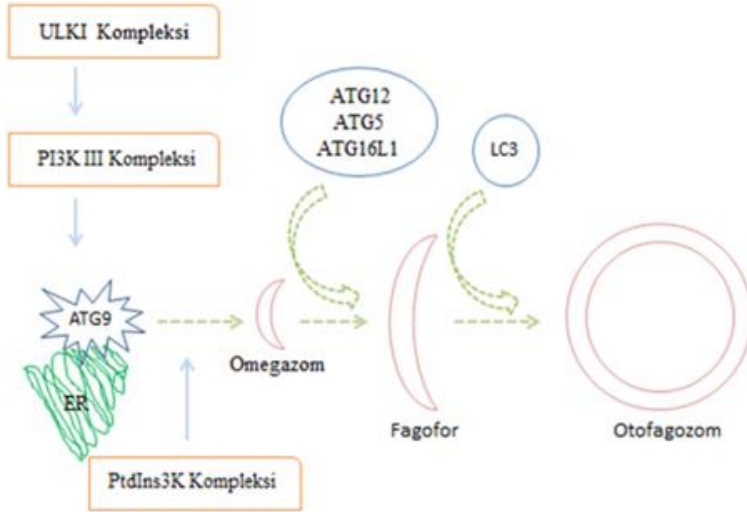 ULKI Kompleksi
PI3K III Kompleksi
ATG12
ATG5
ATG16L1
LC3
ATG9
ER
Omegazom
Fagofor
Otofagozom
PtdIns3K Kompleksi